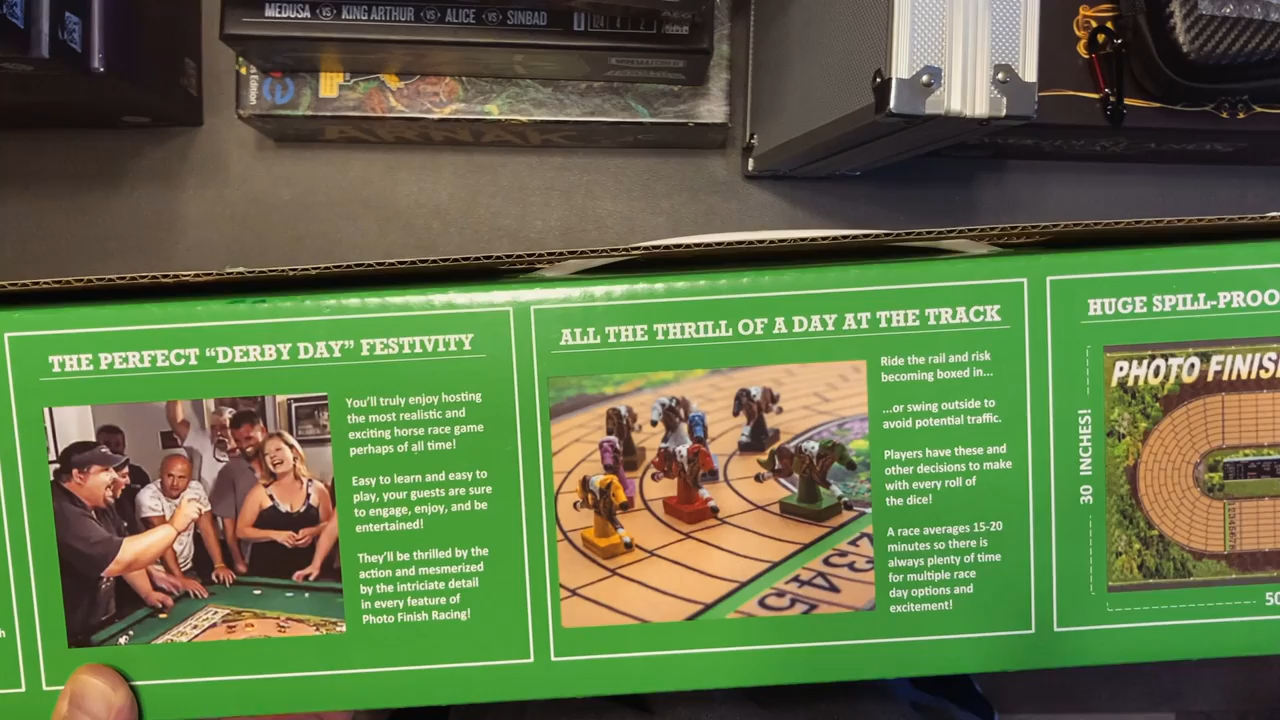 MEDUSA VS KING ARTHUR VS ALICE VS SINBAD
Edition
ARNAK
THE PERFECT “DERBY DAY” FESTIVITY
You’ll truly enjoy hosting
the most realistic and
exciting horse race game
perhaps of all time!
Easy to learn and easy to
play, your guests are sure
to engage, enjoy, and be
entertained!
They’ll be thrilled by the
action and mesmerized
by the intriciate detail
in every feature of
Photo Finish Racing!
ALL THE THRILL OF A DAY AT THE TRACK
Ride the rail and risk
becoming boxed in...
...or swing outside to
avoid potential traffic.
Players have these and
other decisions to make
with every roll of
the dice!
A race averages 15-20
minutes so there is
always plenty of time
for multiple race
day options and
excitement!
2345
HUGE SPILL-PROO
PHOTO FINIS
30 INCHES!
50